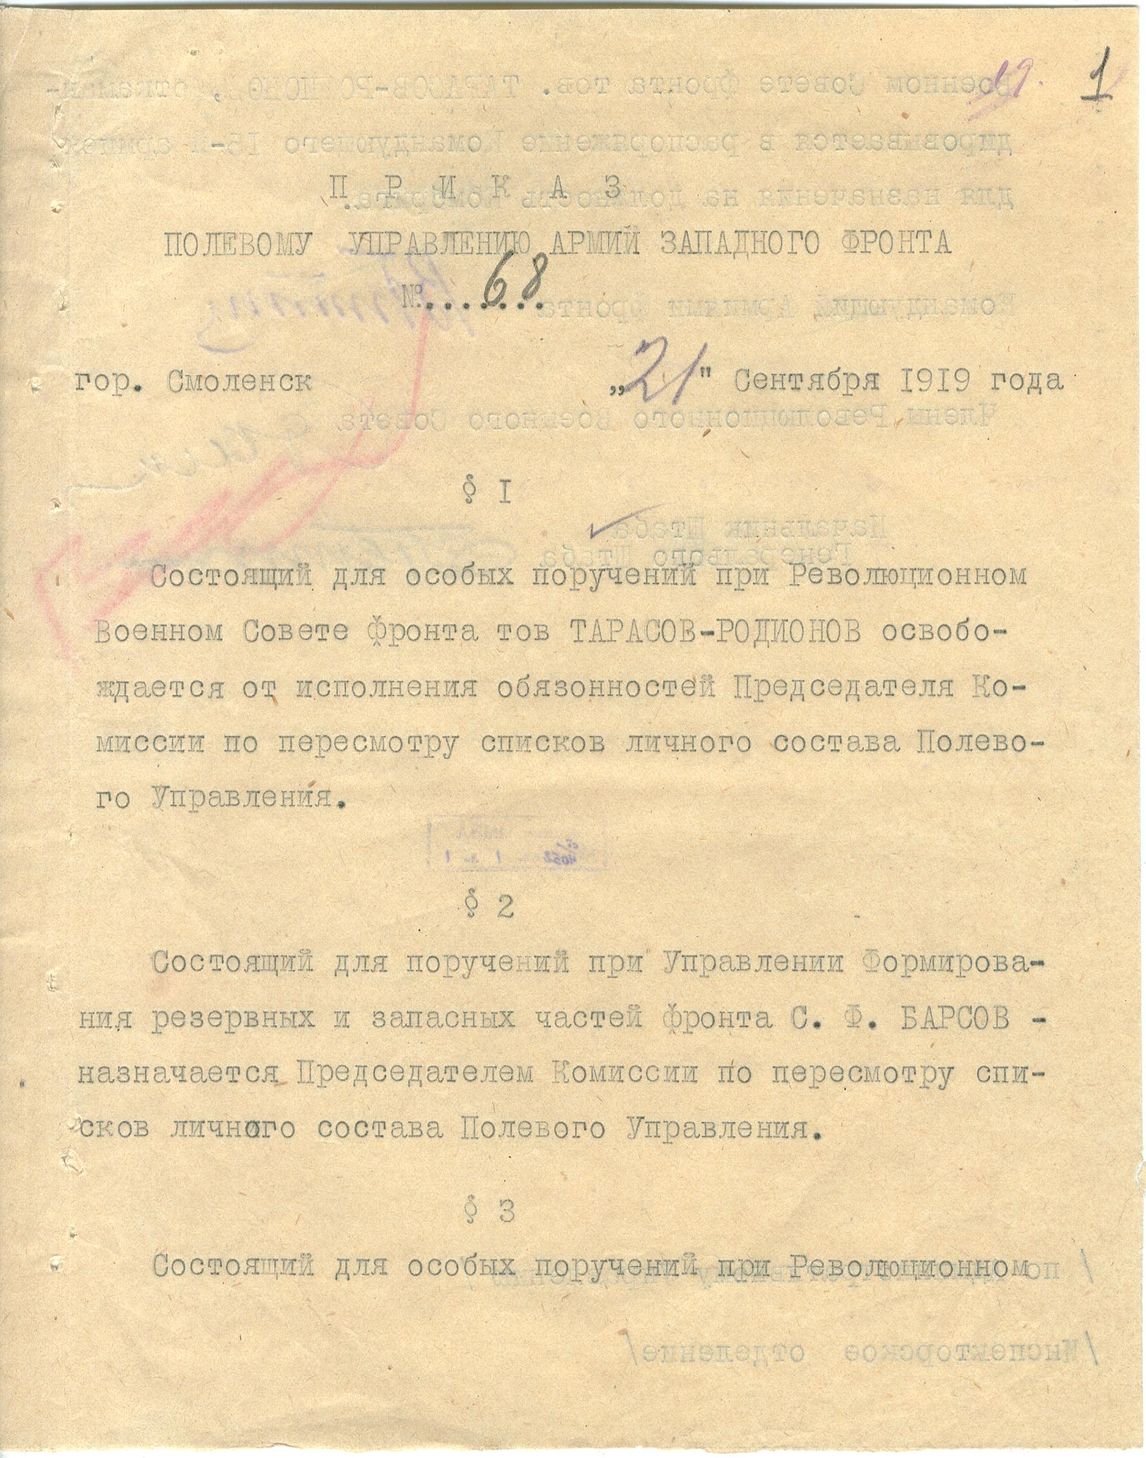 1
П Р И К А З
ПОЛЕВОМУ УПРАВЛЕНИЮ АРМИЙ ЗАПАДНОГО ФРОНТА
№ 68
гор. Смоленск „21" Сентября 1919 года
§ I
Состоящий для особых поручений при Революционном
Военном Совете фронта тов ТАРАСОВ-РОДИОНОВ освобо-
ждается от исполнения обязонностей Председателя Ко-
миссии по пересмотру списков личного состава Полево-
го Управления.
§ 2
Состоящий для поручений при Управлении Формирова-
ния резервных и запасных частей фронта С. Ф. БАРСОВ -
назначается Председателем Комиссии по пересмотру спи-
сков личного состава Полевого Управления.
§ 3
Состоящий для особых поручений при Революционном